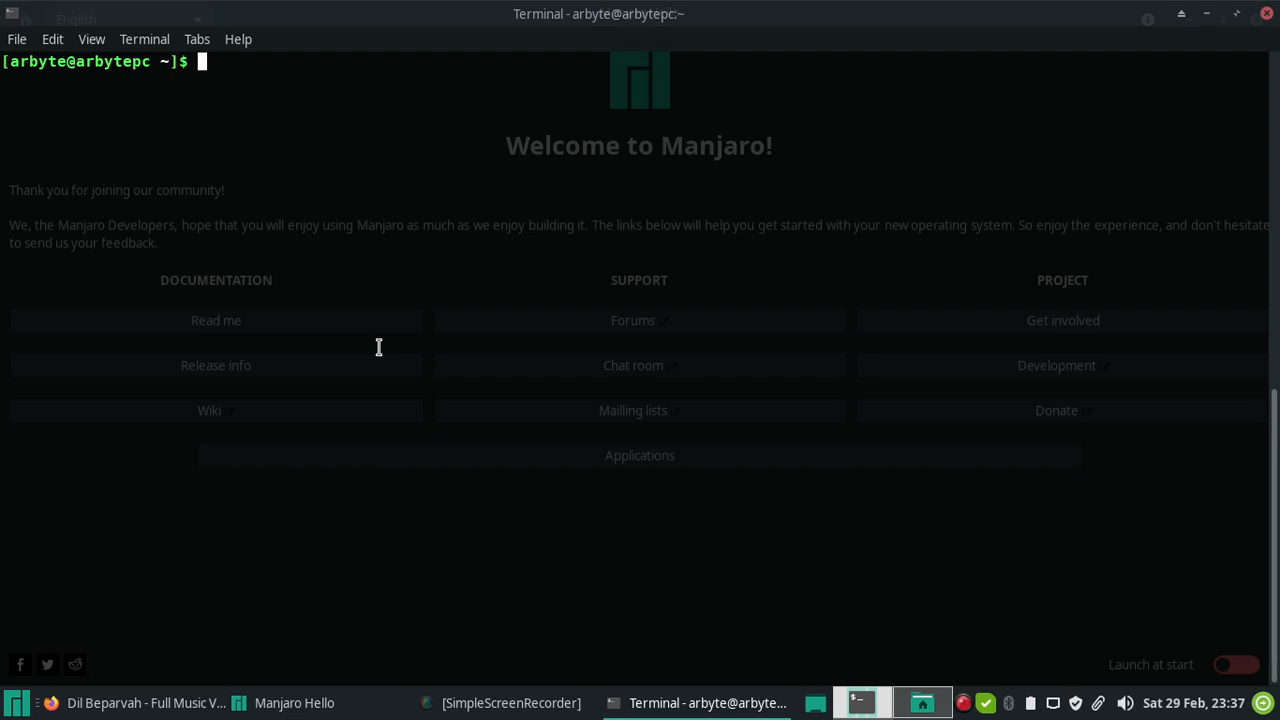 English
Terminal - arbyte@arbytepc:~
File Edit View Terminal Tabs Help
[arbyte@arbytepc ~]$
Welcome to Manjaro!
Thank you for joining our community!
We, the Manjaro Developers, hope that you will enjoy using Manjaro as much as we enjoy building it. The links below will help you get started with your new operating system. So enjoy the experience, and don't hesitate
to send us your feedback.
DOCUMENTATION SUPPORT PROJECT
Read me Forums Get involved
Release info Chat room Development
Wiki Mailling lists Donate
Applications
Launch at start
Dil Beparvah - Full Music V... Manjaro Hello [SimpleScreenRecorder] Terminal - arbyte@arbyte... Sat 29 Feb, 23:37